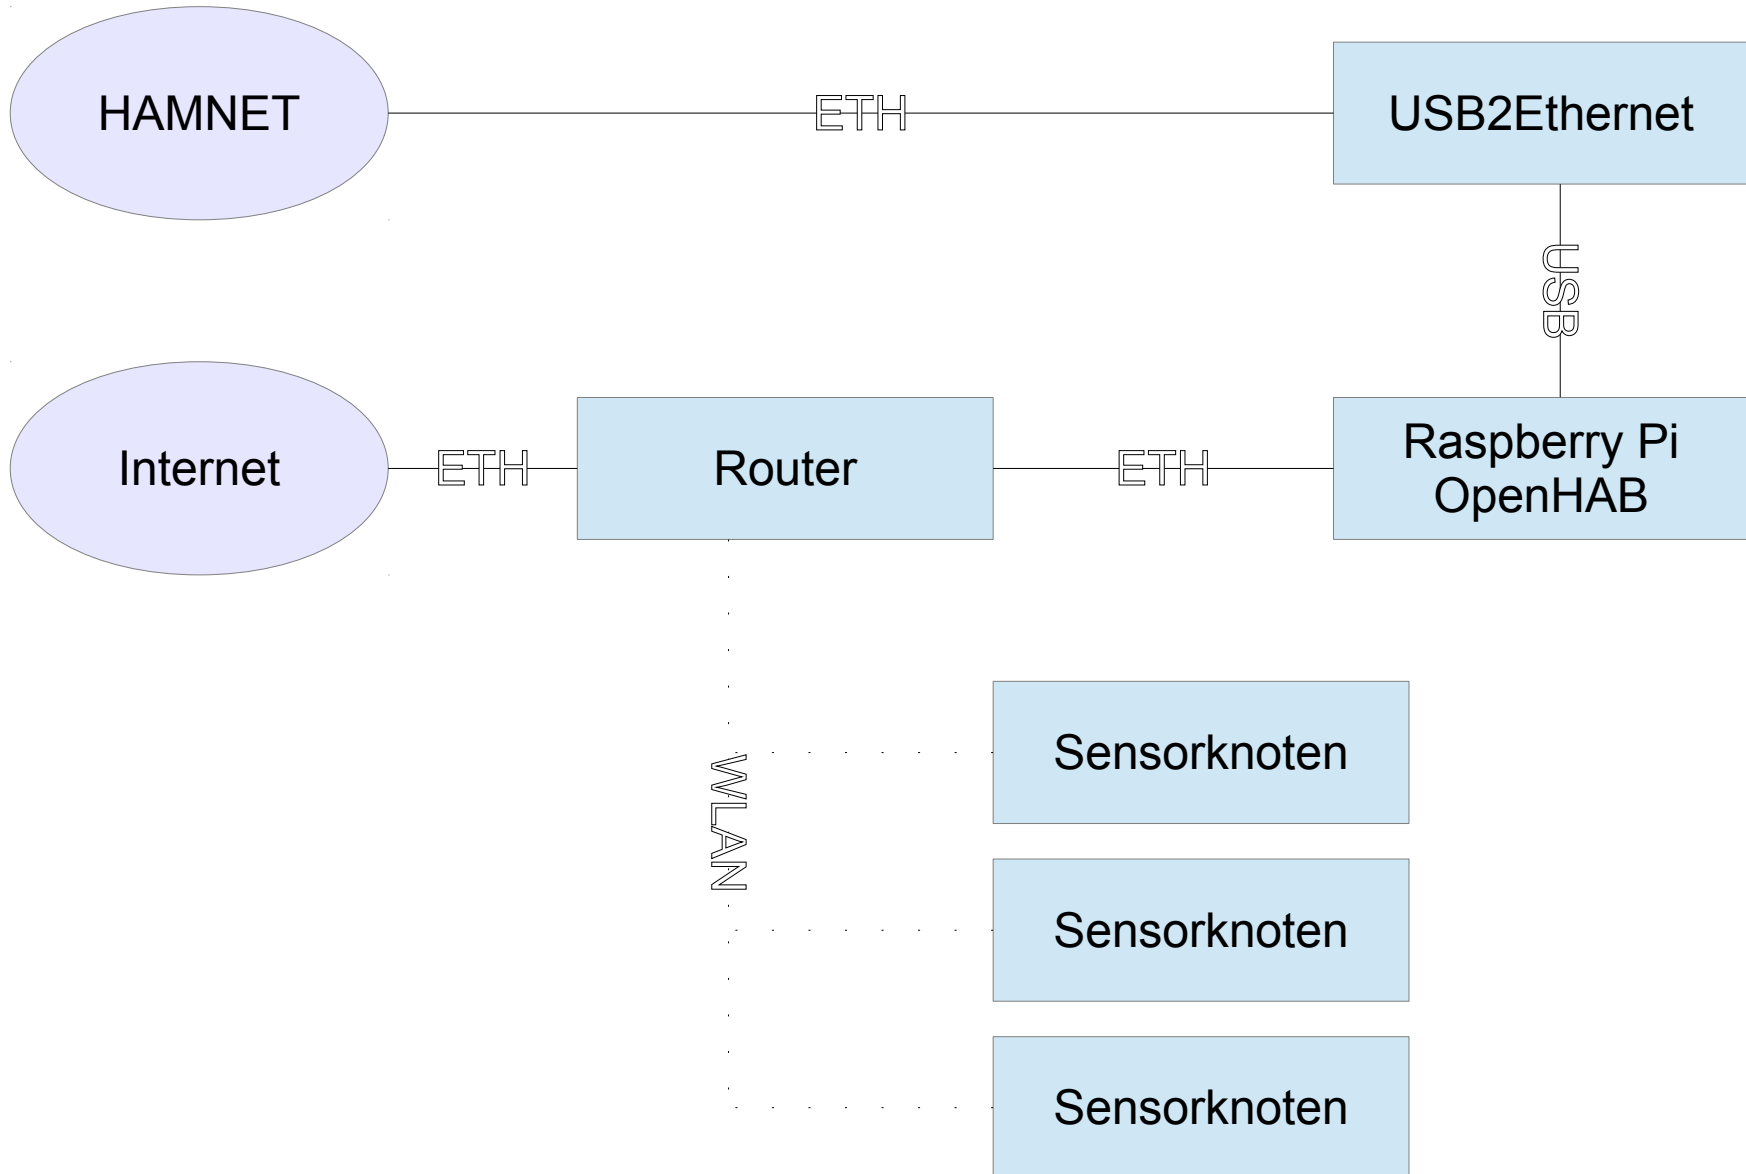 HAMNET
ETH
USB2Ethernet
USB
Internet
ETH
Router
ETH
Raspberry Pi
OpenHAB
WLAN
Sensorknoten
Sensorknoten
Sensorknoten